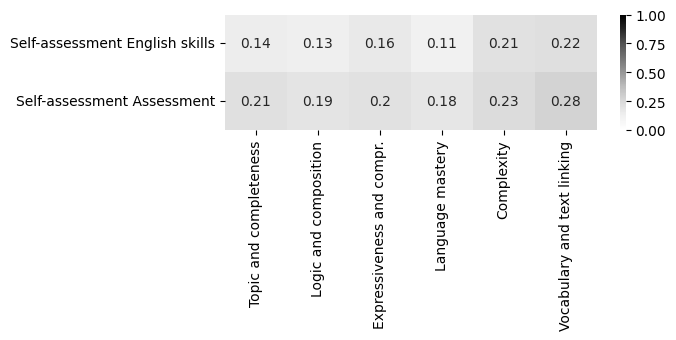 Self-assessment English skills 0.14 0.13 0.16 0.11 0.21 0.22
Self-assessment Assessment 0.21 0.19 0.2 0.18 0.23 0.28
Topic and completeness
Logic and composition
Expressiveness and compr.
Language mastery
Complexity
Vocabulary and text linking
1.00
0.75
0.50
0.25
0.00